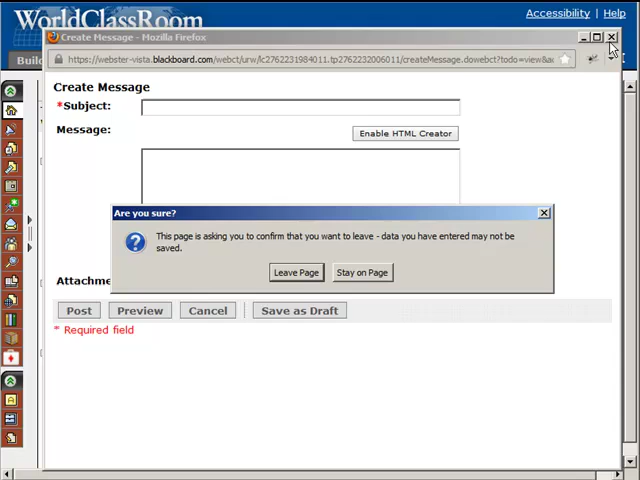 WorldClassRoom
Accessibility | Help
Create Message - Mozilla Firefox
https://webster-vista.blackboard.com/webct/urw/lc2762231984011.tp2762232006011/createMessage.dowebct?todo=view&ac
Build
Create Message
*Subject:
Message:
Enable HTML Creator
Are you sure?
This page is asking you to confirm that you want to leave - data you have entered may not be
saved.
Leave Page
Stay on Page
Attachme
Post
Preview
Cancel
Save as Draft
* Required field